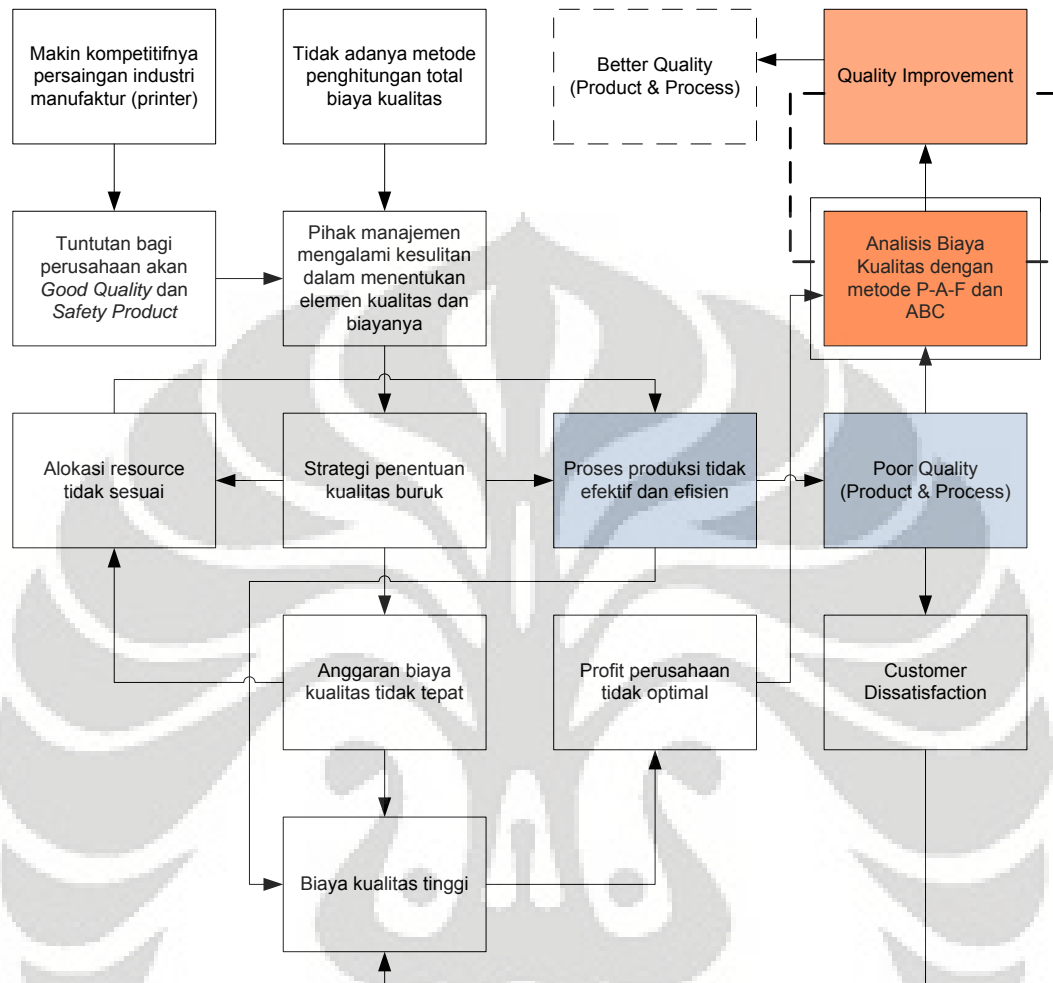 Makin kompetitifnya
persaingan industri
manufaktur (printer)
Tidak adanya metode
penghitungan total
biaya kualitas
Better Quality
(Product & Process)
Quality Improvement
Tuntutan bagi
perusahaan akan
Good Quality dan
Safety Product
Pihak manajemen
mengalami kesulitan
dalam menentukan
elemen kualitas dan
biayanya
Analisis Biaya
Kualitas dengan
metode P-A-F dan
ABC
Alokasi resource
tidak sesuai
Strategi penentuan
kualitas buruk
Proses produksi tidak
efektif dan efisien
Poor Quality
(Product & Process)
Anggaran biaya
kualitas tidak tepat
Profit perusahaan
tidak optimal
Customer
Dissatisfaction
Biaya kualitas tinggi